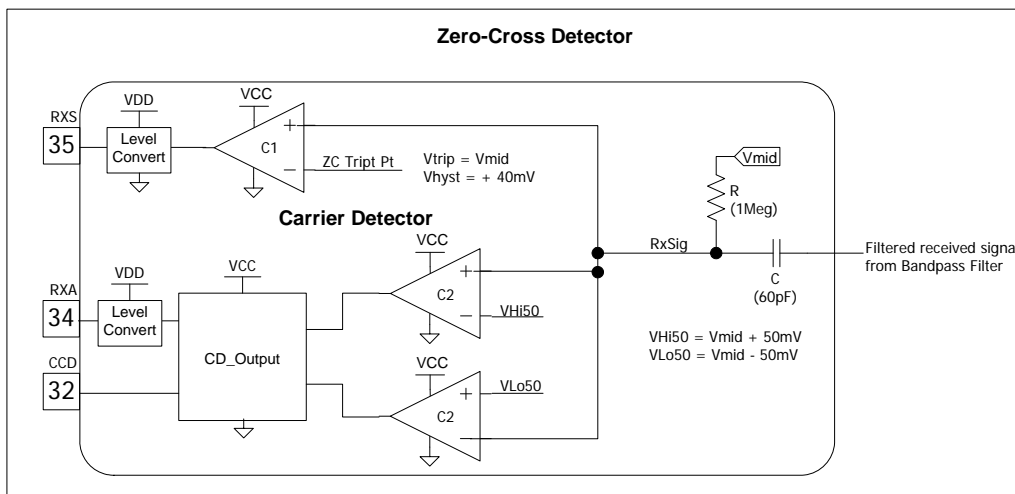 Zero-Cross Detector
RXS
35
VDD
Level
Convert
VCC
C1
ZC Tript Pt
Vtrip = Vmid
Vhyst = + 40mV
Vmid
R
(1Meg)
Carrier Detector
RxSig
C
(60pF)
Filtered received signa
from Bandpass Filter
RXA
34
VDD
Level
Convert
VCC
CD_Output
CCD
32
VCC
C2
VHi50
VHi50 = Vmid + 50mV
VLo50 = Vmid - 50mV
VCC
C2
VLo50